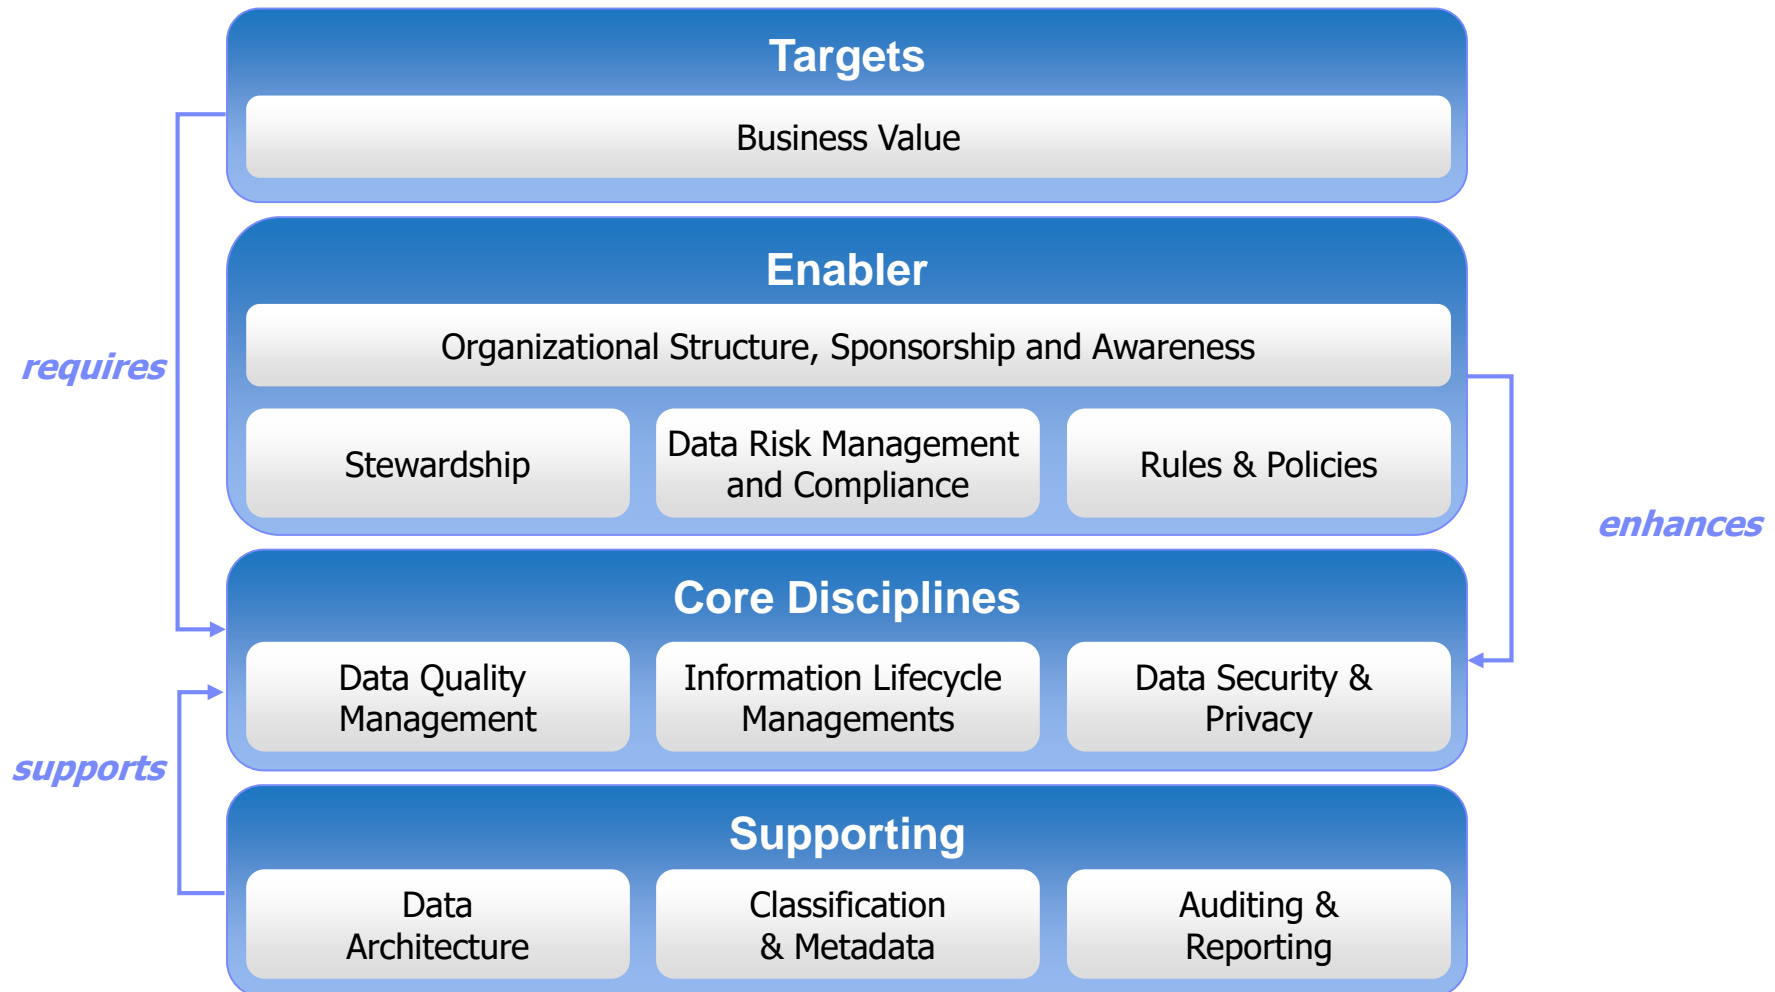 Targets
Business Value
Enabler
Organizational Structure, Sponsorship and Awareness
requires
Stewardship
Data Risk Management
and Compliance
Rules & Policies
enhances
Core Disciplines
Data Quality
Management
Information Lifecycle
Managements
Data Security &
Privacy
supports
Supporting
Data
Architecture
Classification
& Metadata
Auditing &
Reporting